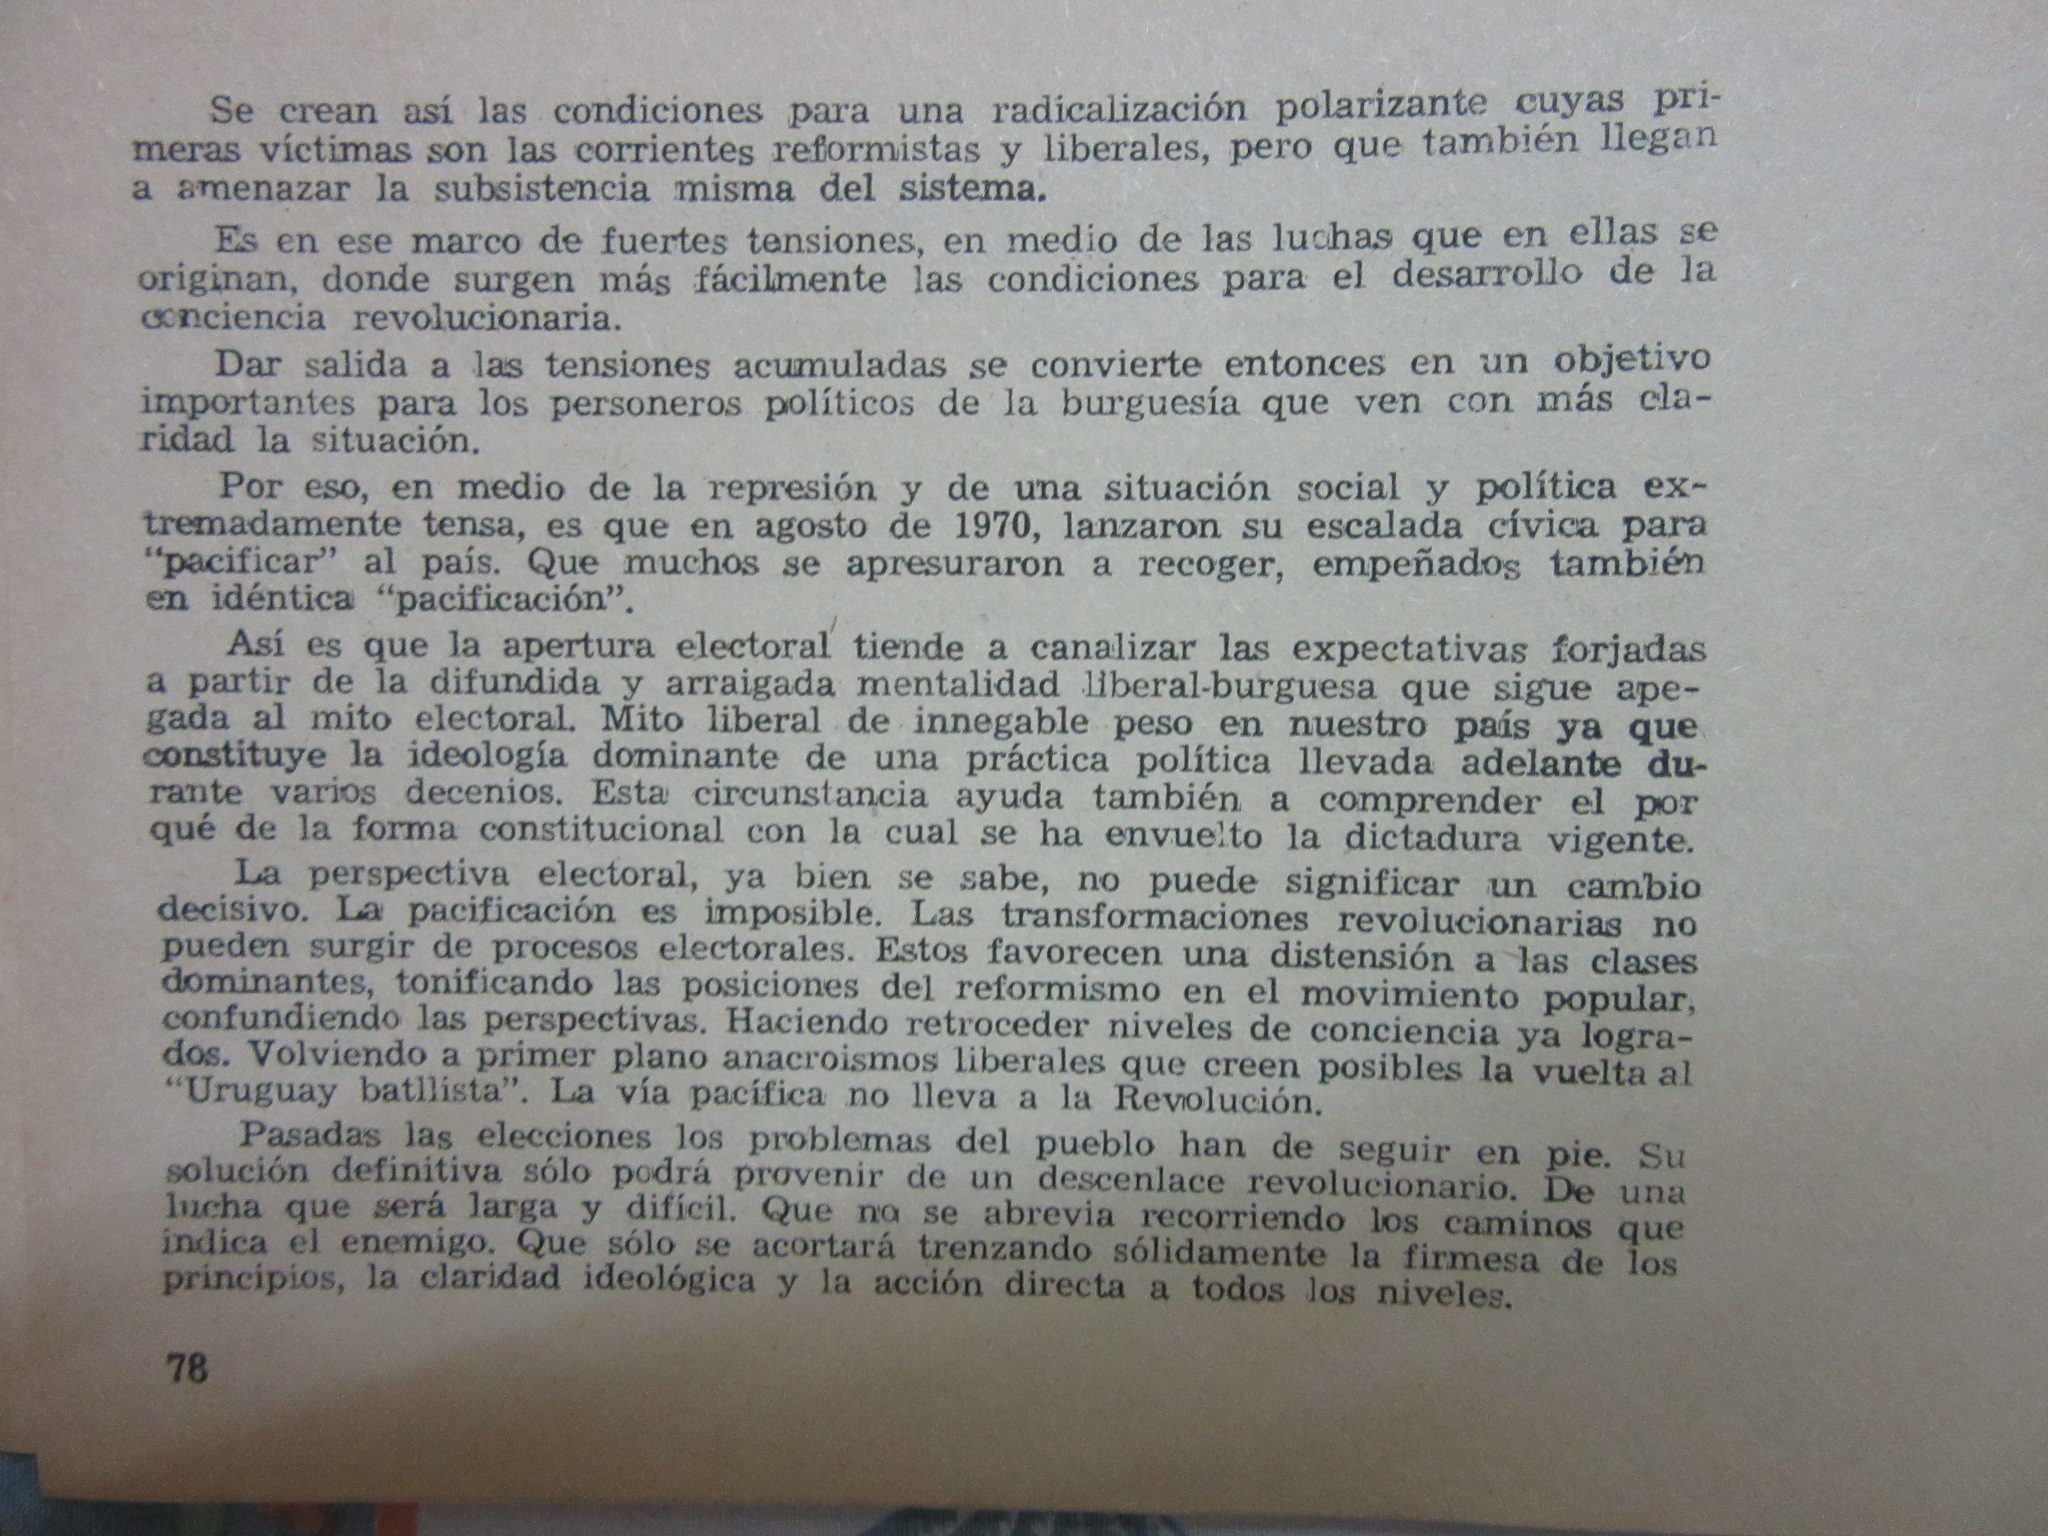 Se crean así las condiciones para una radicalización polarizante cuyas pri-
meras víctimas son las corrientes reformistas y liberales, pero que también llegan
a amenazar la subsistencia misma del sistema.
Es en ese marco de fuertes tensiones, en medio de las luchas que en ellas se
originan, donde surgen más fácilmente las condiciones para el desarrollo de la
conciencia revolucionaria.
Dar salida a las tensiones acumuladas se convierte entonces en un objetivo
importantes para los personeros políticos de la burguesía que ven con más cla-
ridad la situación.
Por eso, en medio de la represión y de una situación social y política ex-
tremadamente tensa, es que en agosto de 1970, lanzaron su escalada cívica para
“pacificar” al país. Que muchos se apresuraron a recoger, empeñados también
en idéntica “pacificación”.
Así es que la apertura electoral tiende a canalizar las expectativas forjadas
a partir de la difundida y arraigada mentalidad liberal-burguesa que sigue ape-
gada al mito electoral. Mito liberal de innegable peso en nuestro país ya que
constituye la ideología dominante de una práctica política llevada adelante du-
rante varios decenios. Esta circunstancia ayuda también a comprender el por
qué de la forma constitucional con la cual se ha envuelto la dictadura vigente.
La perspectiva electoral, ya bien se sabe, no puede significar un cambio
decisivo. La pacificación es imposible. Las transformaciones revolucionarias no
pueden surgir de procesos electorales. Estos favorecen una distensión a las clases
dominantes, tonificando las posiciones del reformismo en el movimiento popular,
confundiendo las perspectivas. Haciendo retroceder niveles de conciencia ya logra-
dos. Volviendo a primer plano anacroismos liberales que creen posibles la vuelta al
“Uruguay batllista”. La vía pacífica no lleva a la Revolución.
Pasadas las elecciones los problemas del pueblo han de seguir en pie. Su
solución definitiva sólo podrá provenir de un descenlace revolucionario. De una
lucha que será larga y difícil. Que no se abrevia recorriendo los caminos que
indica el enemigo. Que sólo se acortará trenzando sólidamente la firmesa de los
principios, la claridad ideológica y la acción directa a todos los niveles.
78